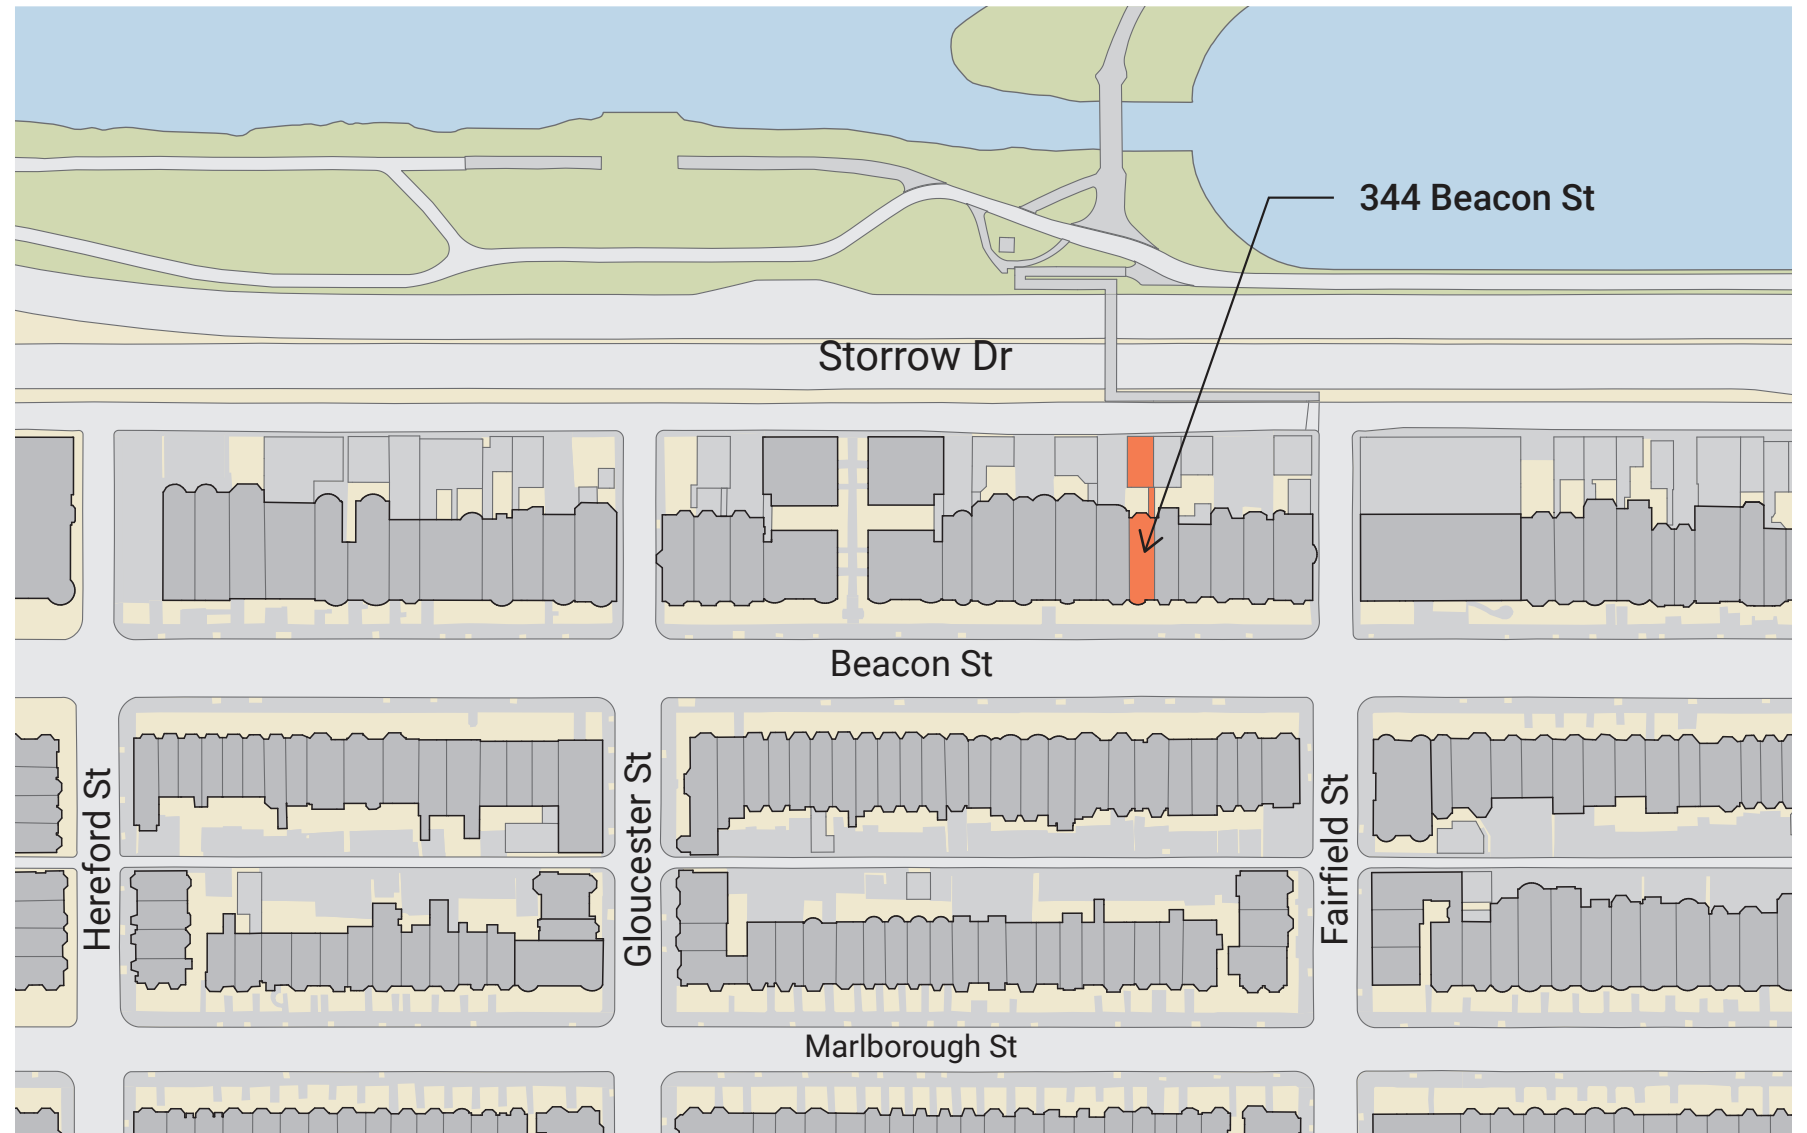 344 Beacon St
Storrow Dr
Beacon St
Hereford St
Gloucester St
Fairfield St
Marlborough St